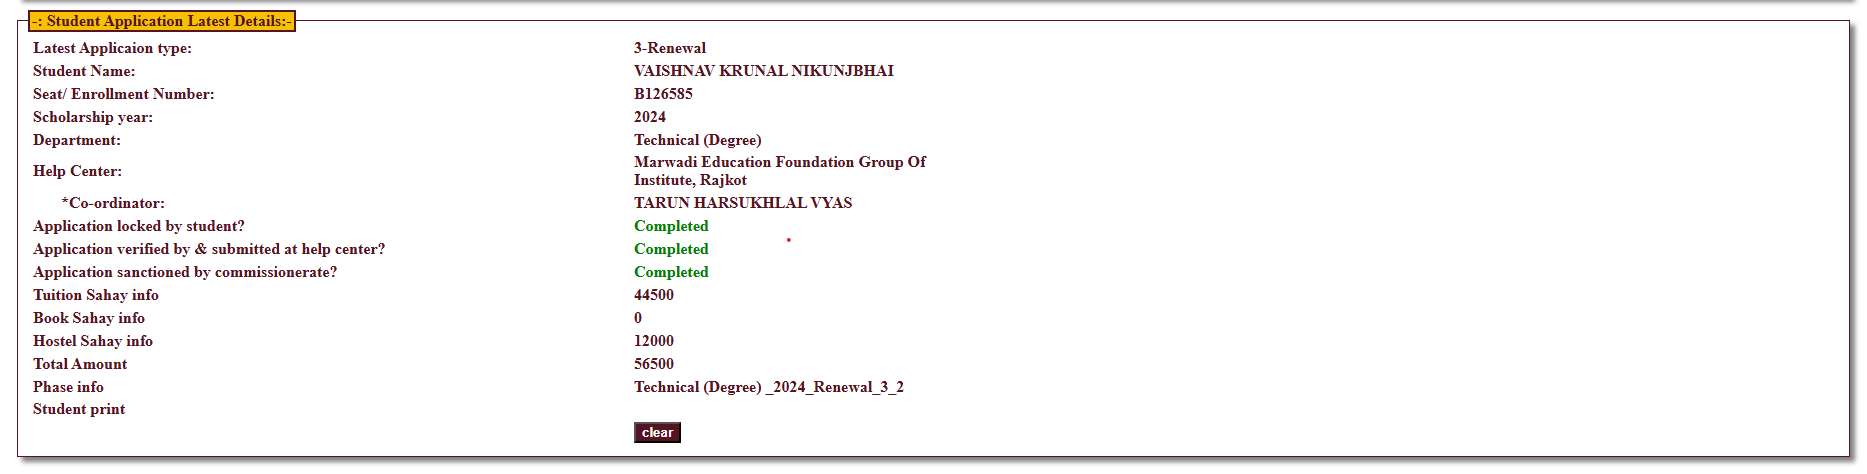 -: Student Application Latest Details:-
Latest Applicaion type: 3-Renewal
Student Name: VAISHNAV KRUNAL NIKUNJBHAI
Seat/ Enrollment Number: B126585
Scholarship year: 2024
Department: Technical (Degree)
Help Center: Marwadi Education Foundation Group Of
Institute, Rajkot
*Co-ordinator: TARUN HARSUKHLAL VYAS
Application locked by student? Completed
Application verified by & submitted at help center? Completed
Application sanctioned by commissionerate? Completed
Tuition Sahay info 44500
Book Sahay info 0
Hostel Sahay info 12000
Total Amount 56500
Phase info Technical (Degree) _2024_Renewal_3_2
Student print
clear